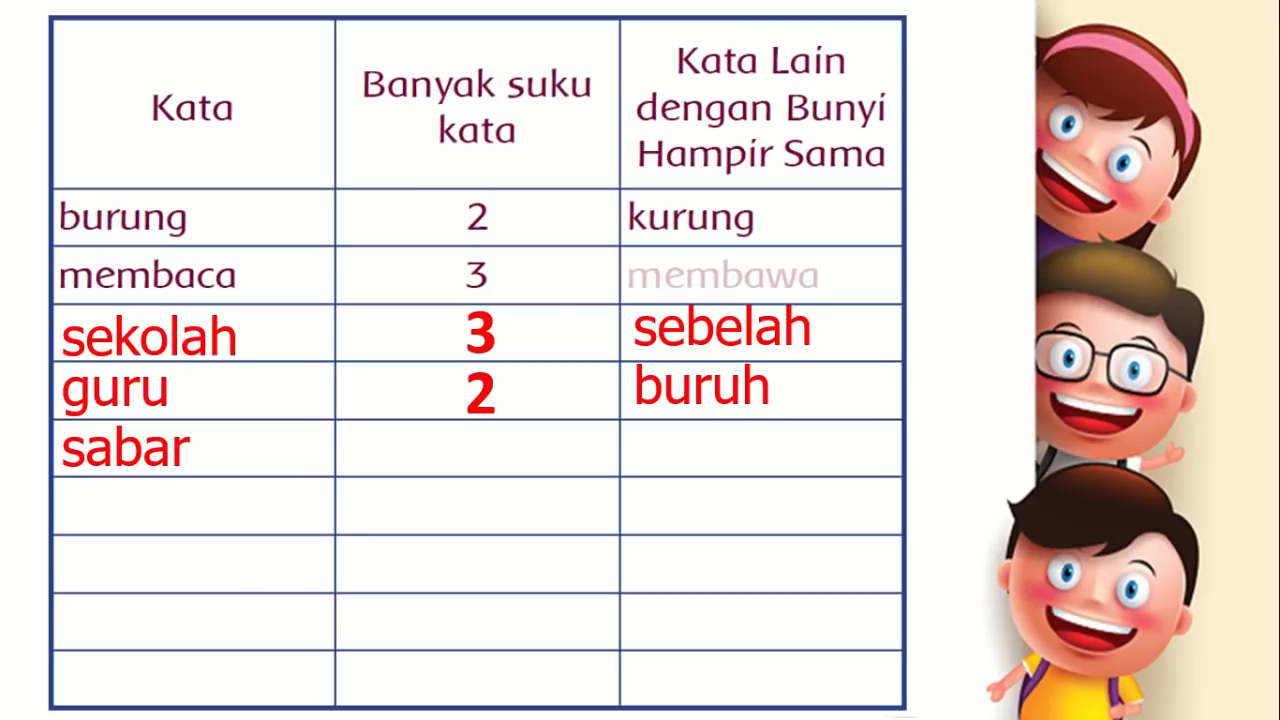 Kata
Banyak suku
kata
Kata Lain
dengan Bunyi
Hampir Sama
burung 2 kurung
membaca 3 membawa
sekolah 3 sebelah
guru 2 buruh
sabar